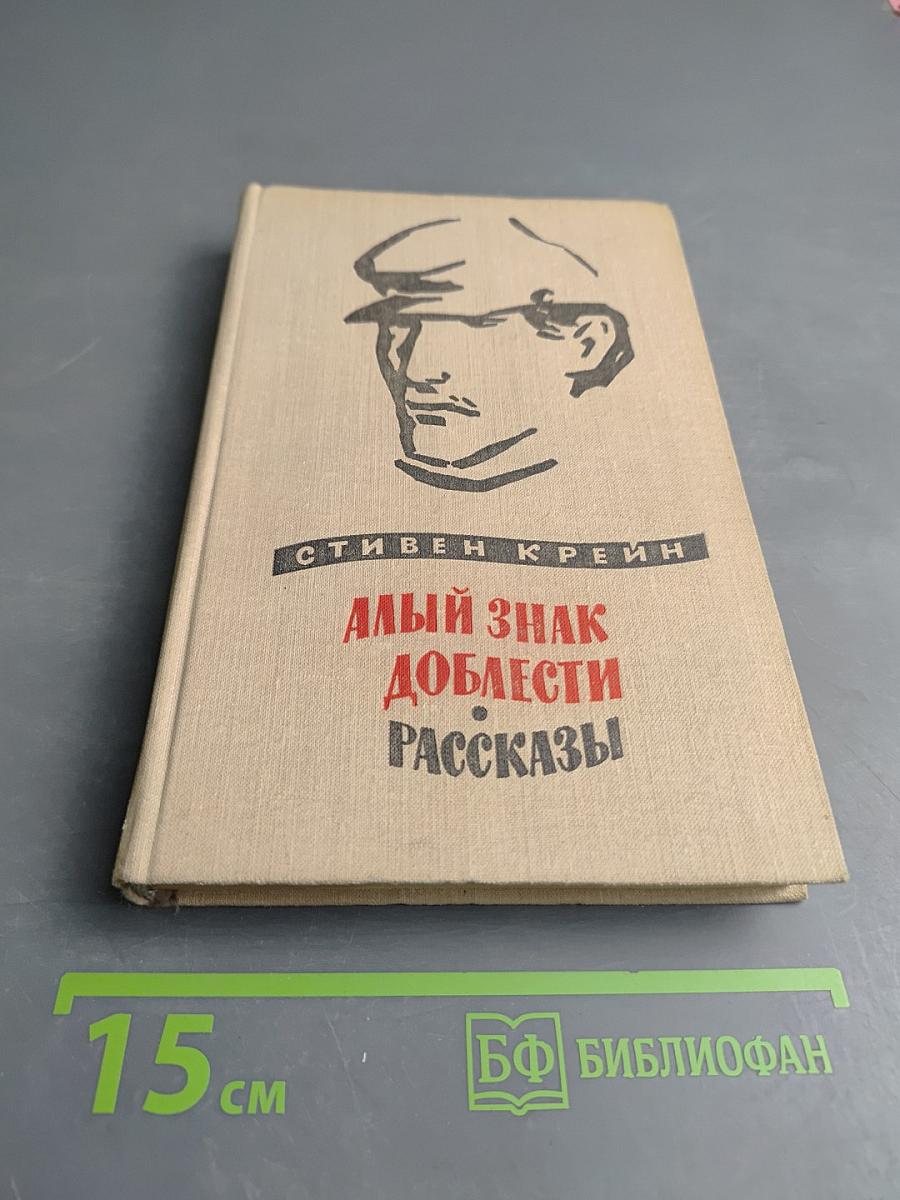 СТИВЕН КРЕЙН
АЛЫЙ ЗНАК
ДОБЛЕСТИ
•
РАССКАЗЫ
15 см
БФ БИБЛИОФАН